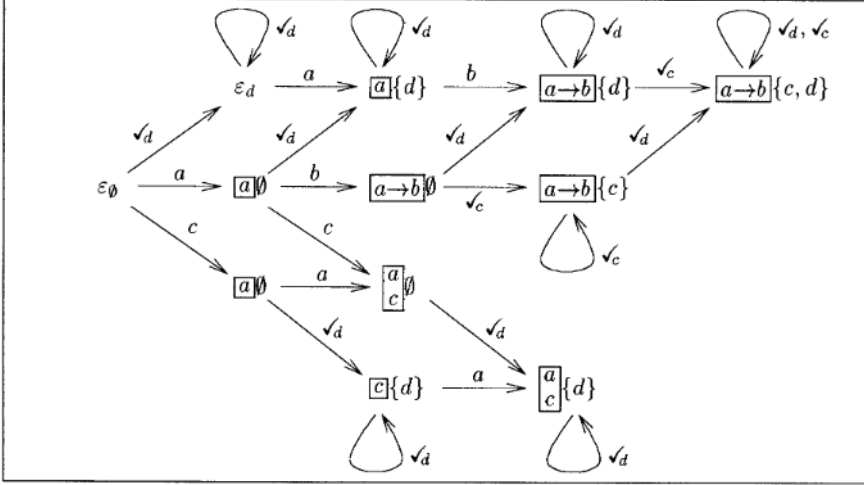 ✓d ✓d ✓d ✓d, ✓c
εd a a{d} b a→b{d} ✓c a→b{c, d}
✓d ✓d ✓d ✓d
ε∅ a a∅ b a→b∅ ✓c a→b{c}
c c ✓c
a∅ a a
c∅
✓d ✓d
c{d} a a
c{d}
✓d ✓d